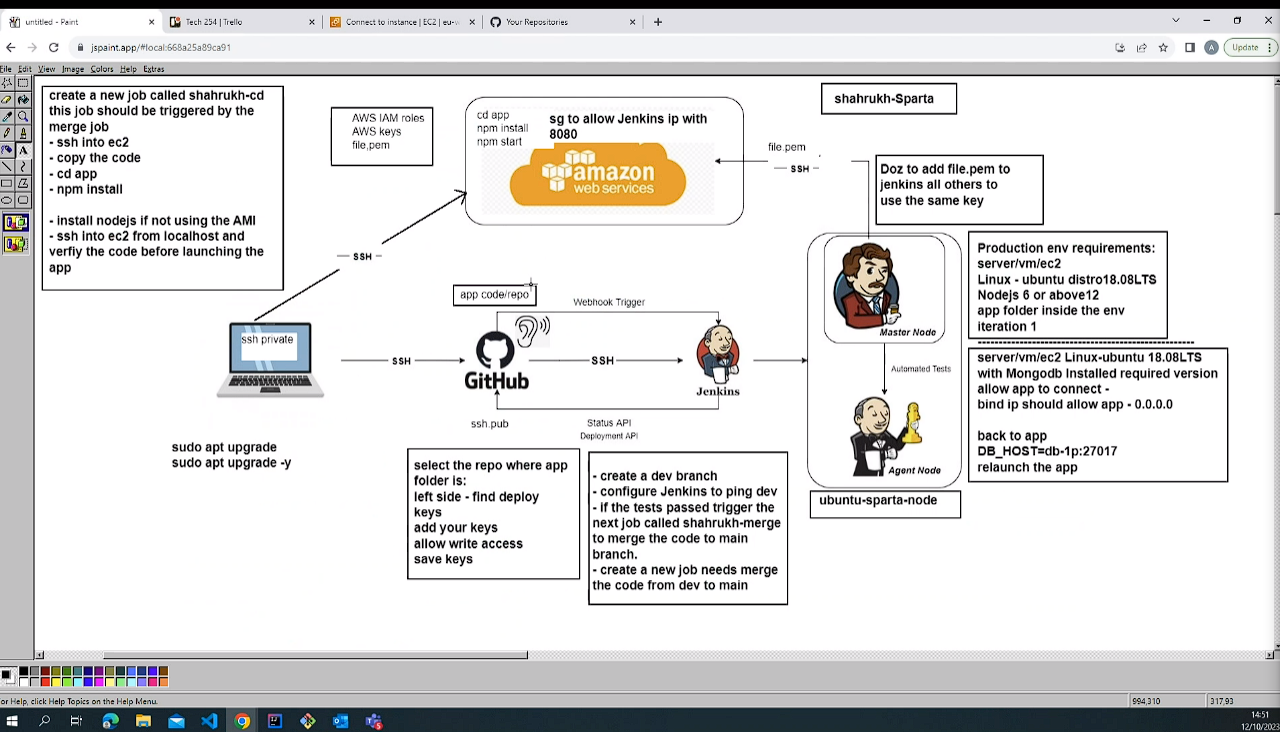 untitled - Paint
Tech 254 | Trello
Connect to instance | EC2 | eu-w
Your Repositories
jspaint.app/#local:668a25a89ca91
A
Update
File Edit View Image Colors Help Extras
create a new job called shahrukh-cd
this job should be triggered by the
merge job
- ssh into ec2
- copy the code
- cd app
- npm install
- install nodejs if not using the AMI
- ssh into ec2 from localhost and
verfiy the code before launching the
app
AWS IAM roles
AWS keys
file,pem
cd app
npm install
npm start
sg to allow Jenkins ip with
8080
amazon
web services
shahrukh-Sparta
file.pem
SSH
Doz to add file.pem to
jenkins all others to
use the same key
SSH
Production env requirements:
server/vm/ec2
Linux - ubuntu distro18.08LTS
Nodejs 6 or above12
app folder inside the env
iteration 1
Master Node
app code/repo
Webhook Trigger
ssh private
SSH
GitHub
SSH
Jenkins
Automated Tests
server/vm/ec2 Linux-ubuntu 18.08LTS
with Mongodb Installed required version
allow app to connect -
bind ip should allow app - 0.0.0.0
back to app
DB_HOST=db-1p:27017
relaunch the app
ssh.pub
Status API
Deployment API
Agent Node
sudo apt upgrade
sudo apt upgrade -y
select the repo where app
folder is:
left side - find deploy
keys
add your keys
allow write access
save keys
- create a dev branch
- configure Jenkins to ping dev
- if the tests passed trigger the
next job called shahrukh-merge
to merge the code to main
branch.
- create a new job needs merge
the code from dev to main
ubuntu-sparta-node
or Help, click Help Topics on the Help Menu.
994,310
317,93
14:51
12/10/2023